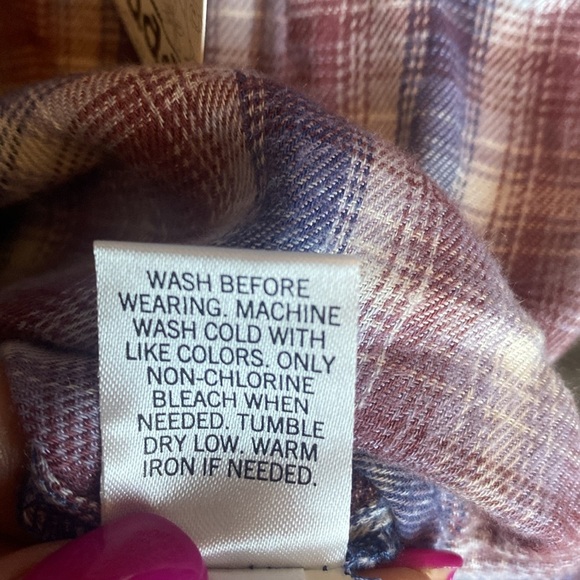 WASH BEFORE
WEARING. MACHINE
WASH COLD WITH
LIKE COLORS. ONLY
NON-CHLORINE
BLEACH WHEN
NEEDED. TUMBLE
DRY LOW. WARM
IRON IF NEEDED.